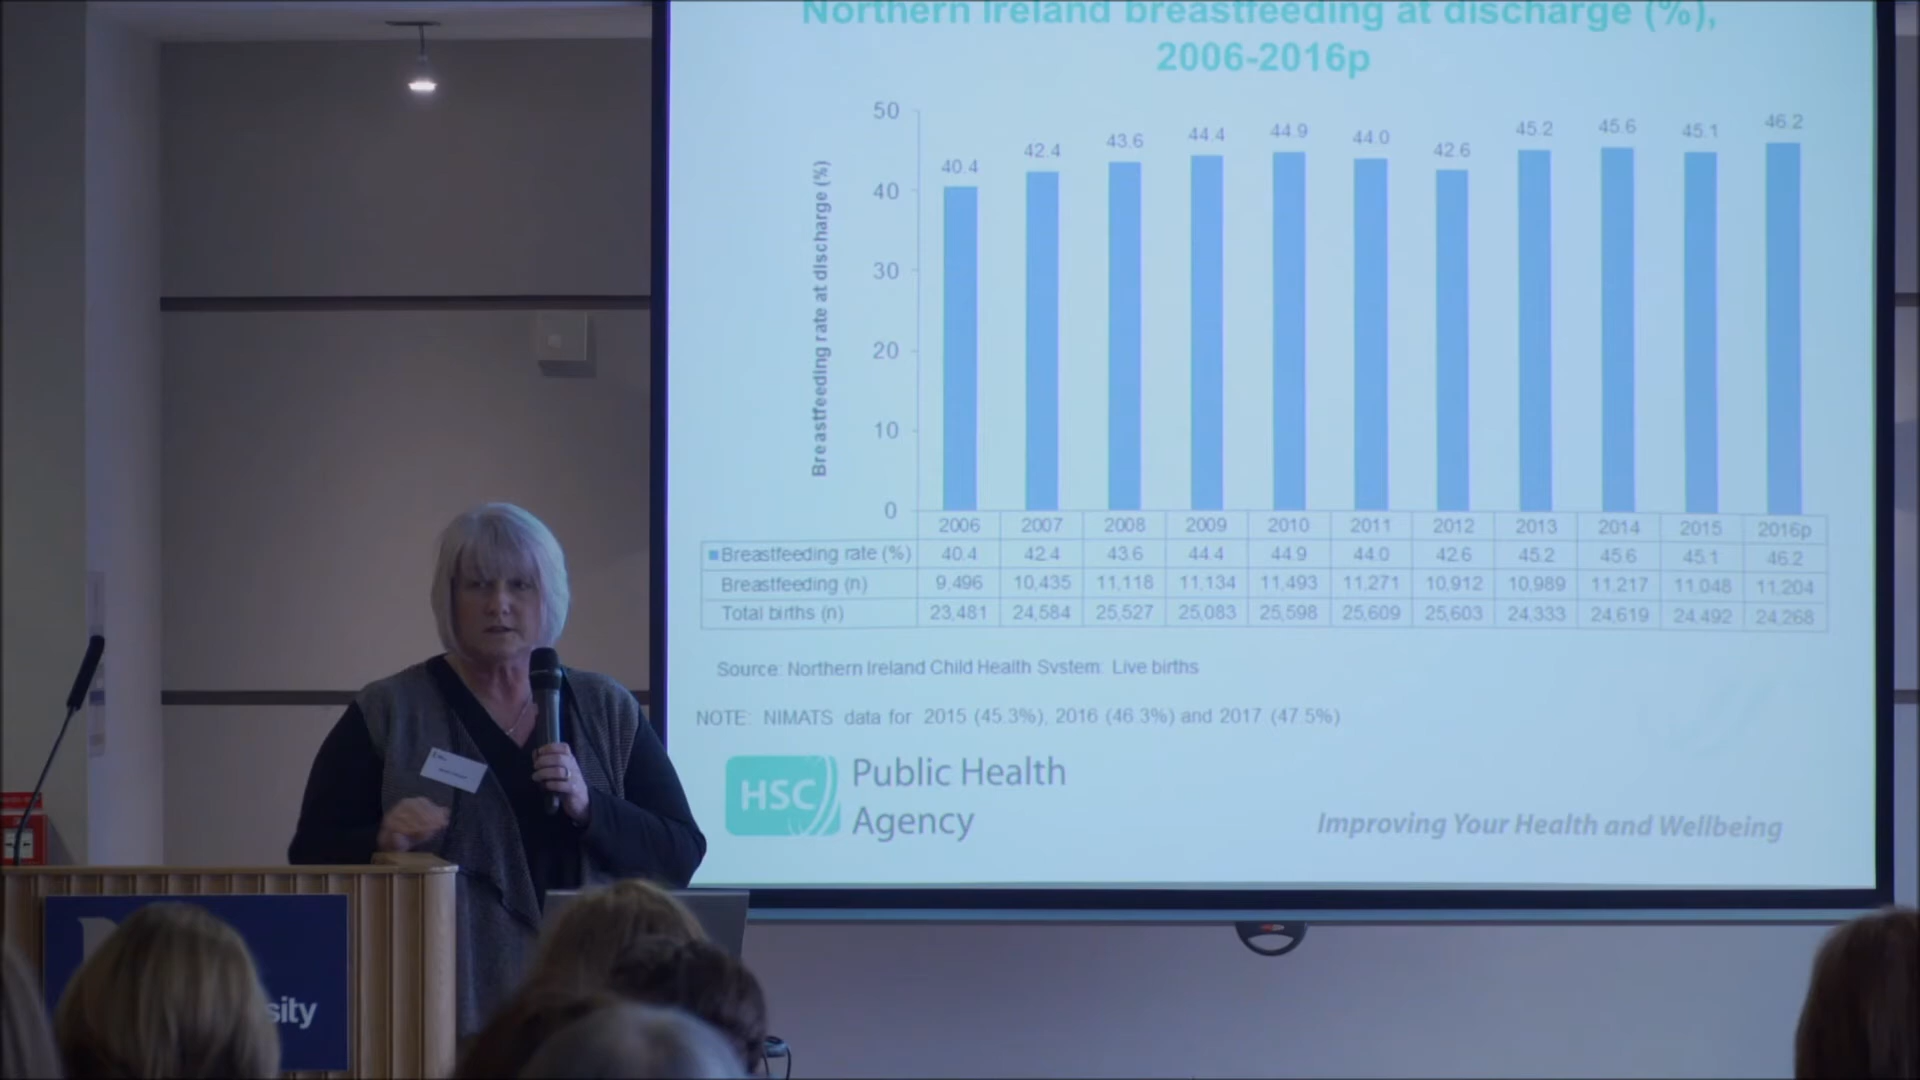 Northern Ireland breastfeeding at discharge (%),
2006-2016p
Breastfeeding rate at discharge (%)
50
40
30
20
10
0
40.4 42.4 43.6 44.4 44.9 44.0 42.6 45.2 45.6 45.1 46.2
2006 2007 2008 2009 2010 2011 2012 2013 2014 2015 2016p
Breastfeeding rate (%) 40.4 42.4 43.6 44.4 44.9 44.0 42.6 45.2 45.6 45.1 46.2
Breastfeeding (n) 9,496 10,435 11,118 11,134 11,493 11,271 10,912 10,989 11,217 11,048 11,204
Total births (n) 23,481 24,584 25,527 25,083 25,598 25,609 25,603 24,333 24,619 24,492 24,268
Source: Northern Ireland Child Health System: Live births
NOTE: NIMATS data for 2015 (45.3%), 2016 (46.3%) and 2017 (47.5%)
HSC Public Health
Agency
Improving Your Health and Wellbeing
sity